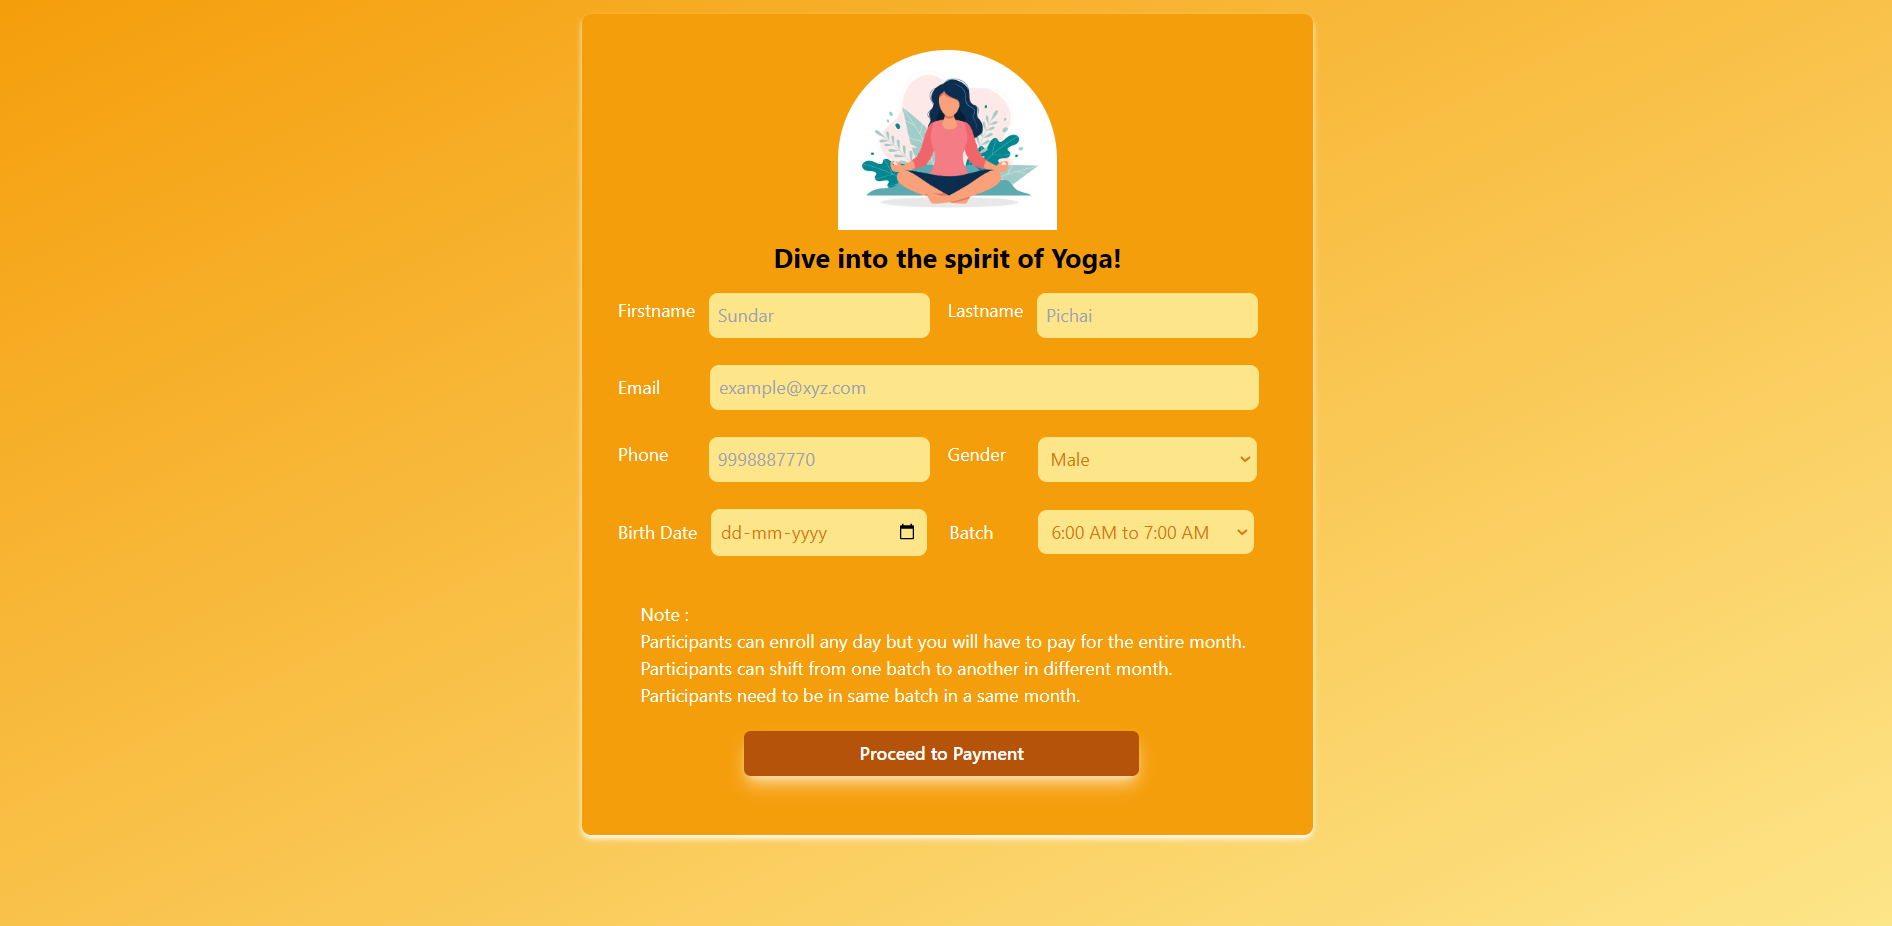 Dive into the spirit of Yoga!
Firstname Sundar Lastname Pichai
Email example@xyz.com
Phone 9998887770 Gender Male
Birth Date dd-mm-yyyy Batch 6:00 AM to 7:00 AM
Note :
Participants can enroll any day but you will have to pay for the entire month.
Participants can shift from one batch to another in different month.
Participants need to be in same batch in a same month.
Proceed to Payment